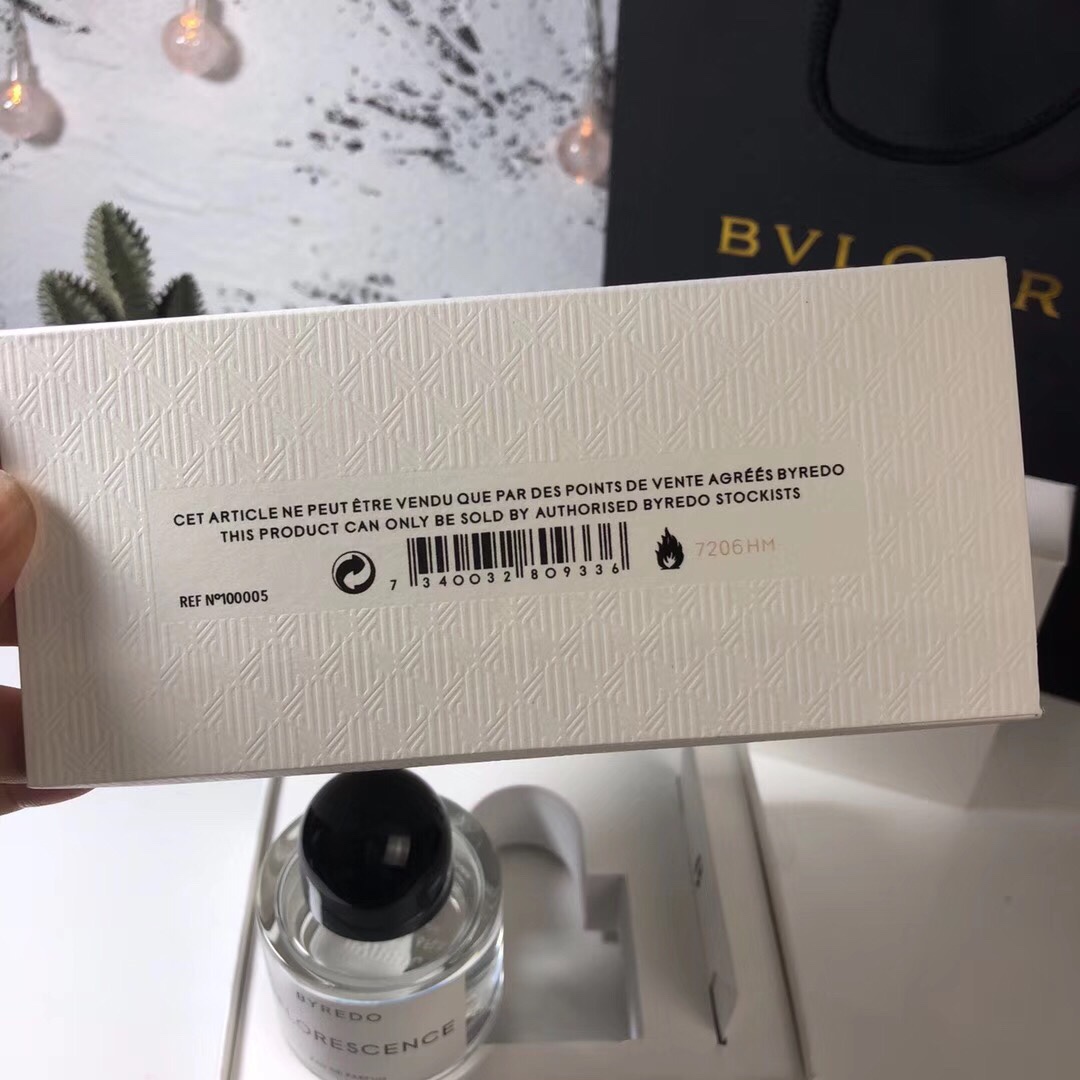 BVLGAR
CET ARTICLE NE PEUT ÊTRE VENDU QUE PAR DES POINTS DE VENTE AGRÉÉS BYREDO
THIS PRODUCT CAN ONLY BE SOLD BY AUTHORISED BYREDO STOCKISTS
7206HM
7 340032 809336
REF Nº100005
BYREDO
LORESCENCE